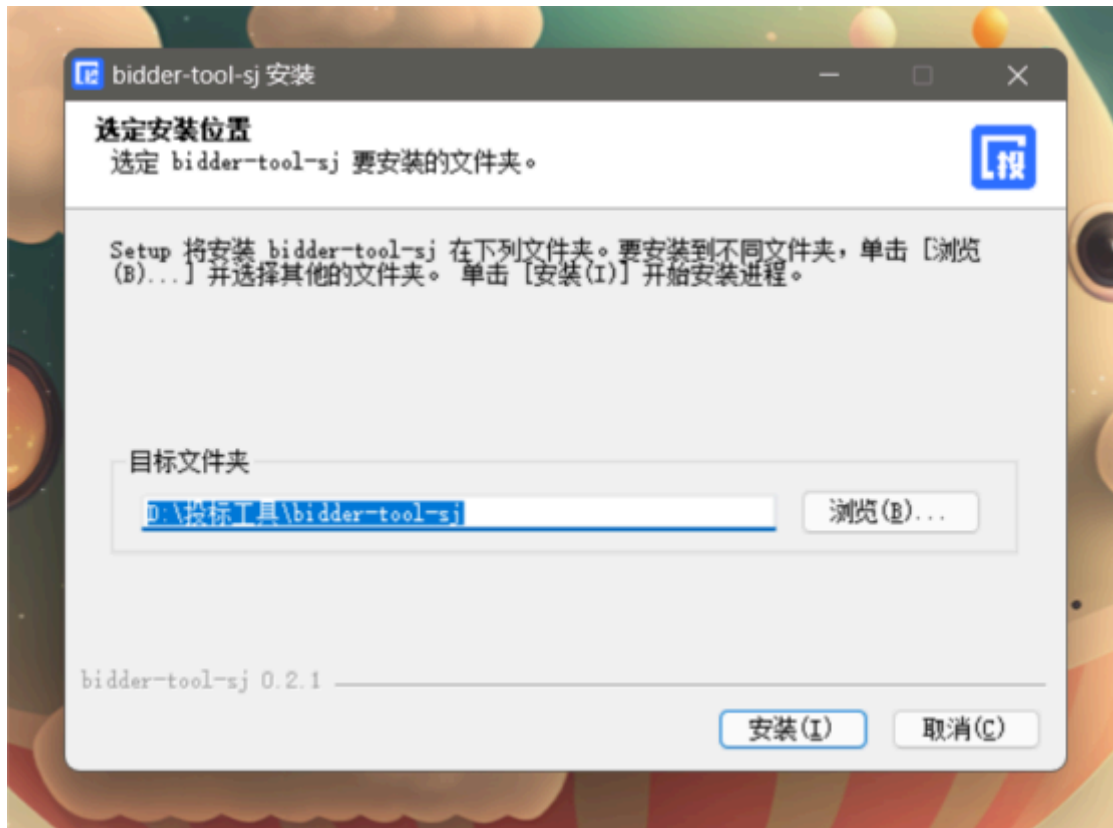 bidder-tool-sj 安装
选定安装位置
选定 bidder-tool-sj 要安装的文件夹。
投
Setup 将安装 bidder-tool-sj 在下列文件夹。要安装到不同文件夹，单击 [浏览
(B)...] 并选择其他的文件夹。 单击 [安装(I)] 开始安装进程。
目标文件夹
D:\投标工具\bidder-tool-sj
浏览(B)...
bidder-tool-sj 0.2.1
安装(I)
取消(C)